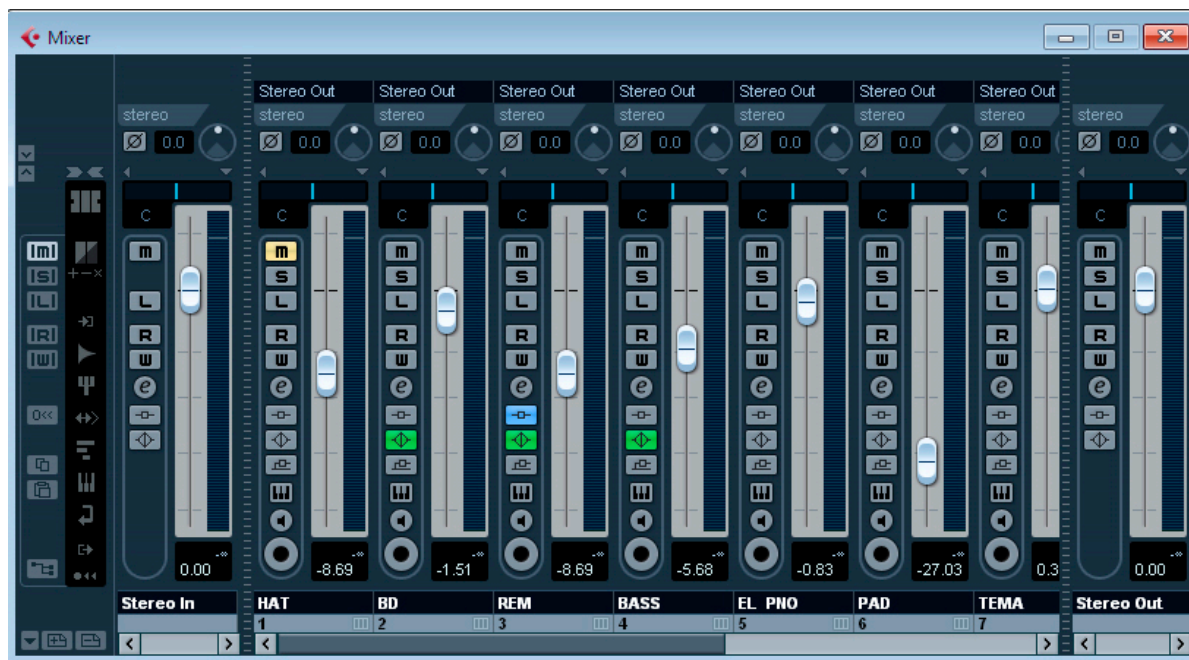 Mixer
Stereo Out Stereo Out Stereo Out Stereo Out Stereo Out Stereo Out Stereo Out
stereo stereo stereo stereo stereo stereo stereo stereo stereo
0.0 0.0 0.0 0.0 0.0 0.0 0.0 0.0 0.0
C C C C C C C C C
m m m m m m m m m m
S S S S S S S S
L L L L L L L L L L
R R R R R R R R R R
W W W W W W W W W W
e e e e e e e e e
0<<
-∞ -∞ -∞ -∞ -∞ -∞ -∞ -∞
0.00 -8.69 -1.51 -8.69 -5.68 -0.83 -27.03 0.3 0.00
Stereo In HAT BD REM BASS EL PNO PAD TEMA Stereo Out
1 2 3 4 5 6 7